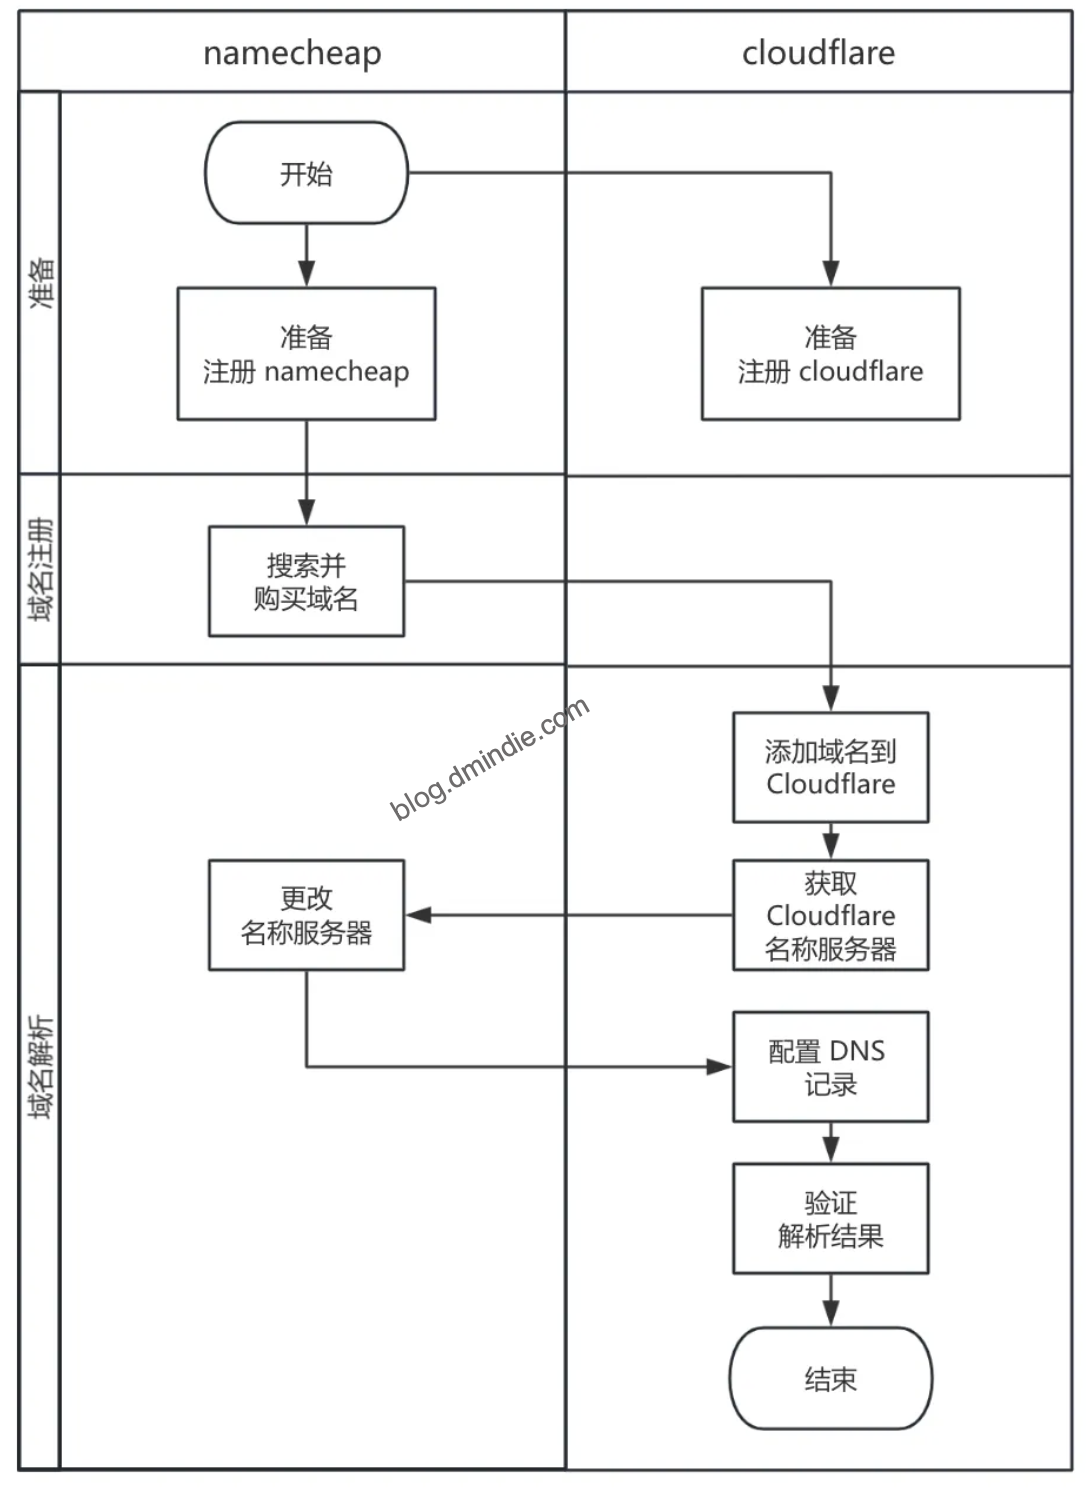 namecheap
cloudflare
准备
开始
准备
注册 namecheap
准备
注册 cloudflare
域名注册
搜索并
购买域名
域名解析
添加域名到
Cloudflare
blog.dmindie.com
获取
Cloudflare
名称服务器
更改
名称服务器
配置 DNS
记录
验证
解析结果
结束